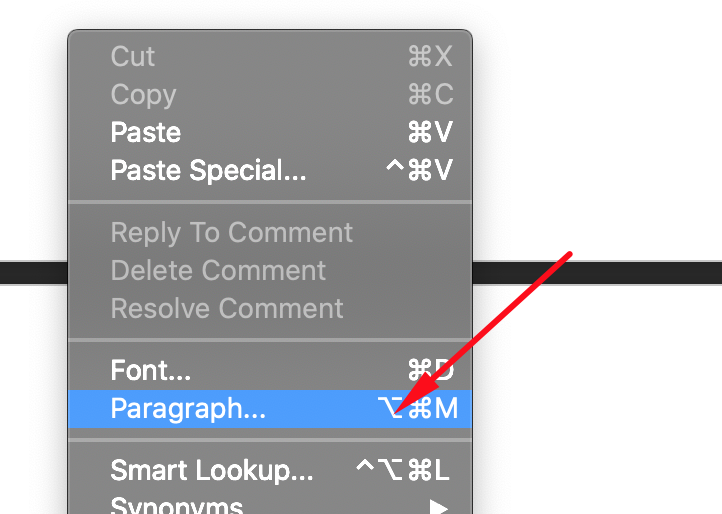 Cut ⌘X
Copy ⌘C
Paste ⌘V
Paste Special... ^⌘V
Reply To Comment
Delete Comment
Resolve Comment
Font... ⌘D
Paragraph... ⌥⌘M
Smart Lookup... ^⌥⌘L
Synonyms ▶